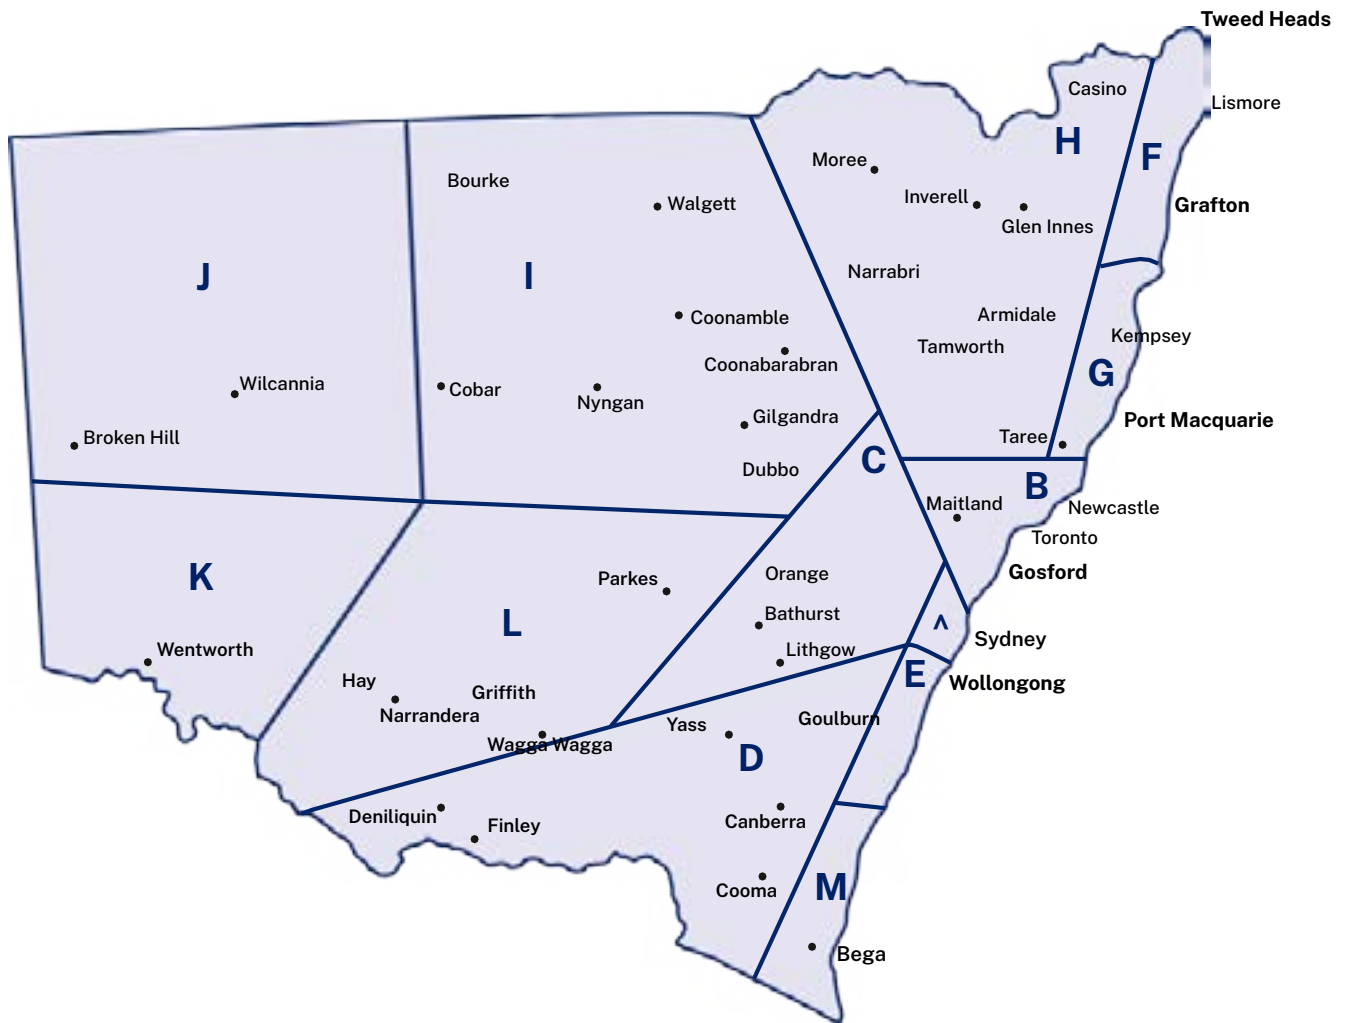 Tweed Heads
Casino
Lismore
H
F
Moree
Bourke
Inverell
Walgett
Grafton
Glen Innes
J
I
Narrabri
Armidale
Coonamble
Kempsey
Tamworth
Coonabarabran
G
Wilcannia
Cobar
Nyngan
Gilgandra
Port Macquarie
Broken Hill
Taree
C
Dubbo
B
Maitland
Newcastle
Toronto
Gosford
Orange
K
Parkes
Bathurst
L
^
Sydney
Wentworth
Lithgow
E
Wollongong
Hay
Griffith
Narrandera
Goulburn
Yass
Wagga Wagga
D
Deniliquin
Canberra
Finley
M
Cooma
Bega